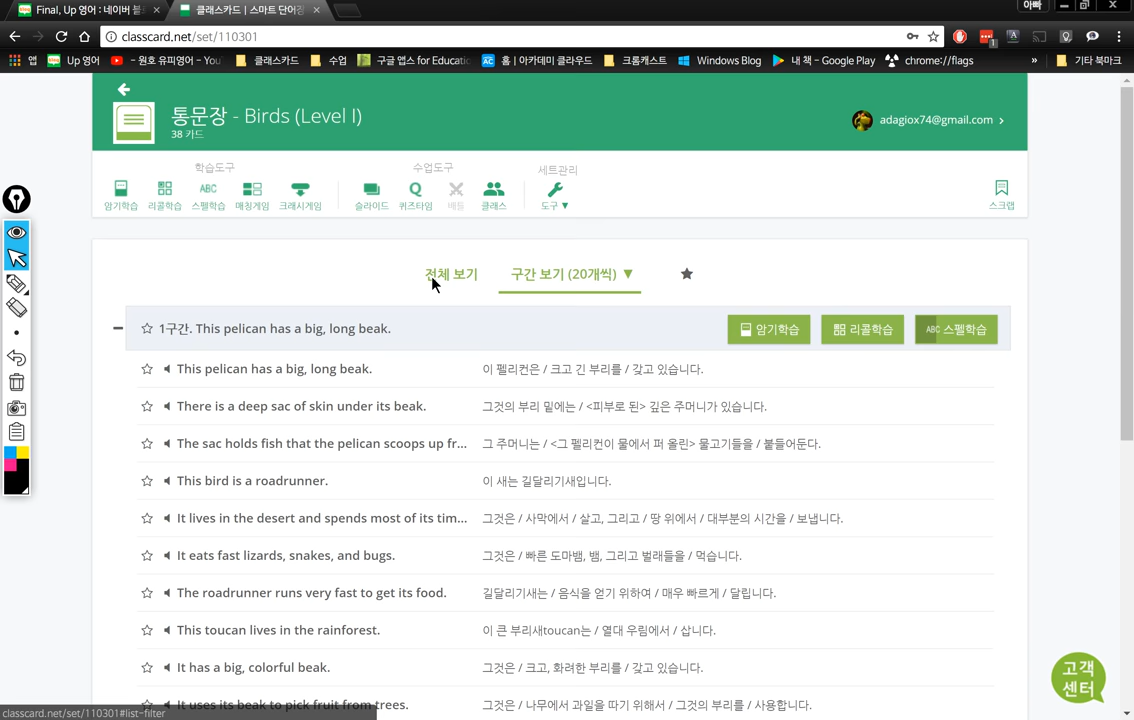 Final, Up 영어 : 네이버 블
클래스카드 | 스마트 단어장
아빠
classcard.net/set/110301
앱
Up 영어
- 원호 유피영어 - You
클래스카드
수업
구글 앱스 for Educatio
홈 | 아카데미 클라우드
크롬캐스트
Windows Blog
내 책 - Google Play
chrome://flags
»
기타 북마크
통문장 - Birds (Level I)
38 카드
adagiox74@gmail.com
학습도구
수업도구
세트관리
암기학습
리콜학습
ABC 스펠학습
매칭게임
크래시게임
슬라이드
Q 퀴즈타임
배틀
클래스
도구 ▼
스크랩
전체 보기
구간 보기 (20개씩) ▼
1구간. This pelican has a big, long beak.
암기학습
리콜학습
ABC 스펠학습
This pelican has a big, long beak.
이 펠리컨은 / 크고 긴 부리를 / 갖고 있습니다.
There is a deep sac of skin under its beak.
그것의 부리 밑에는 / <피부로 된> 깊은 주머니가 있습니다.
The sac holds fish that the pelican scoops up fr...
그 주머니는 / <그 펠리컨이 물에서 퍼 올린> 물고기들을 / 붙들어둔다.
This bird is a roadrunner.
이 새는 길달리기새입니다.
It lives in the desert and spends most of its tim...
그것은 / 사막에서 / 살고, 그리고 / 땅 위에서 / 대부분의 시간을 / 보냅니다.
It eats fast lizards, snakes, and bugs.
그것은 / 빠른 도마뱀, 뱀, 그리고 벌래들을 / 먹습니다.
The roadrunner runs very fast to get its food.
길달리기새는 / 음식을 얻기 위하여 / 매우 빠르게 / 달립니다.
This toucan lives in the rainforest.
이 큰 부리새toucan는 / 열대 우림에서 / 삽니다.
It has a big, colorful beak.
그것은 / 크고, 화려한 부리를 / 갖고 있습니다.
It uses its beak to pick fruit from trees.
그것은 / 나무에서 과일을 따기 위해서 / 그것의 부리를 / 사용합니다.
고객
센터
classcard.net/set/110301#list-filter